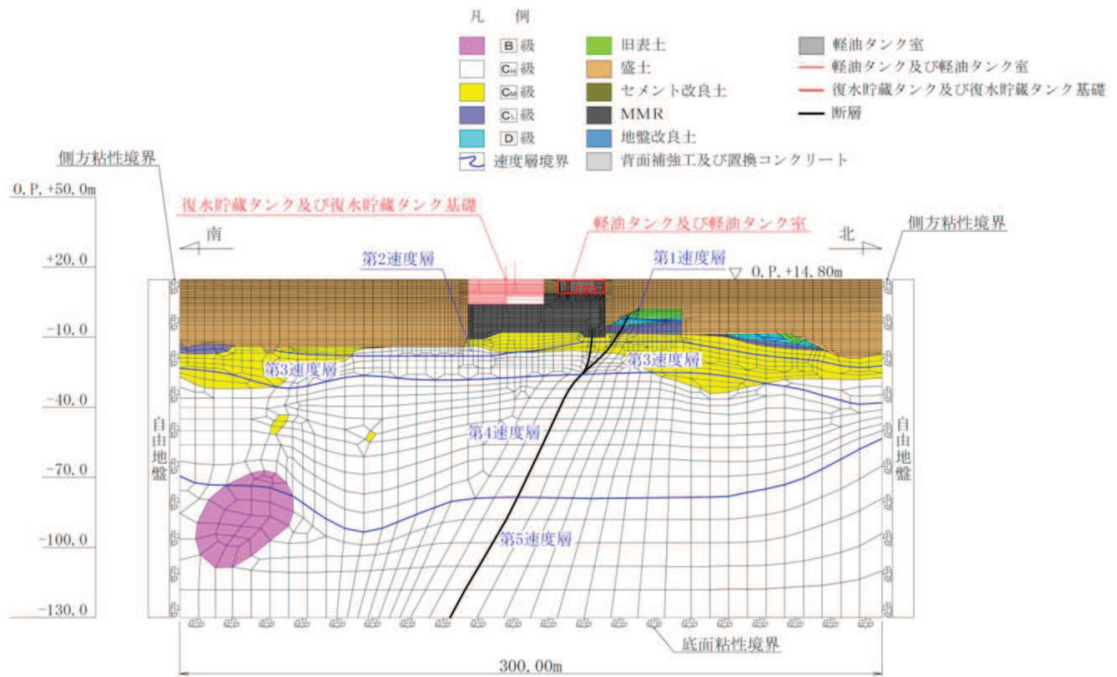 凡 例
B 級
CH 級
CM 級
CL 級
D 級
速度層境界
旧表土
盛土
セメント改良土
MMR
地盤改良土
背面補強工及び置換コンクリート
軽油タンク室
軽油タンク及び軽油タンク室
復水貯蔵タンク及び復水貯蔵タンク基礎
断層
側方粘性境界
O.P.+50.0m
復水貯蔵タンク及び復水貯蔵タンク基礎
軽油タンク及び軽油タンク室
側方粘性境界
南
北
第2速度層
第1速度層
+20.0
O.P.+14.80m
-10.0
第3速度層
第3速度層
-40.0
自由地盤
第4速度層
自由地盤
-70.0
第5速度層
-100.0
-130.0
底面粘性境界
300.00m